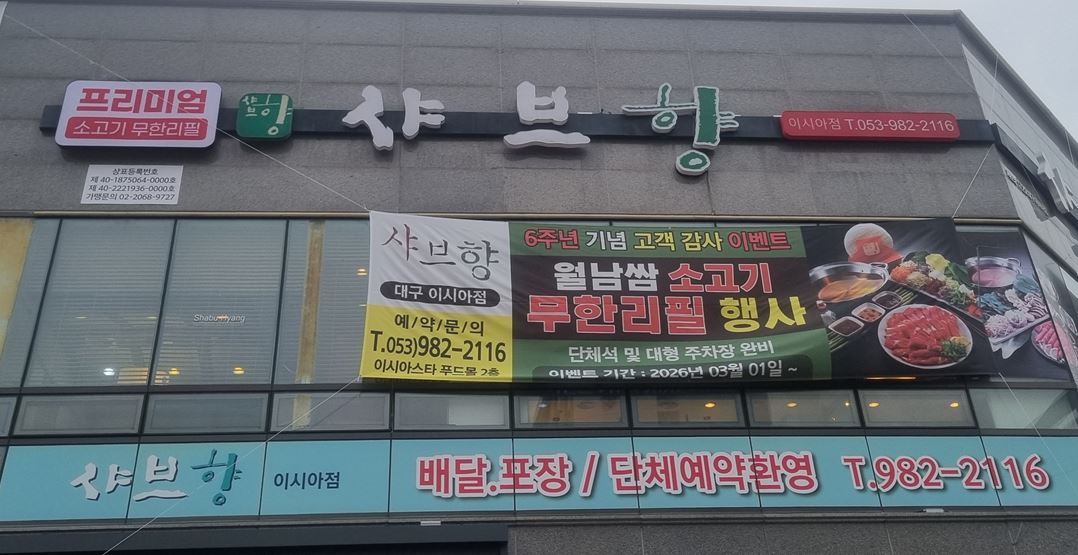 프리미엄
소고기 무한리필
샤브향
샤브향
이시아점 T.053-982-2116
상표등록번호
제 40-1875064-0000호
제 40-2221936-0000호
가맹문의 02-2068-9727
샤브향
대구 이시아점
예/약/문/의
T.053)982-2116
이시아스타 푸드몰 2층
6주년 기념 고객 감사 이벤트
월남쌈 소고기
무한리필 행사
단체석 및 대형 주차장 완비
이벤트 기간 : 2026년 03월 01일 ~
Shabu Hyang
샤브향 이시아점
배달.포장 / 단체예약환영 T.982-2116